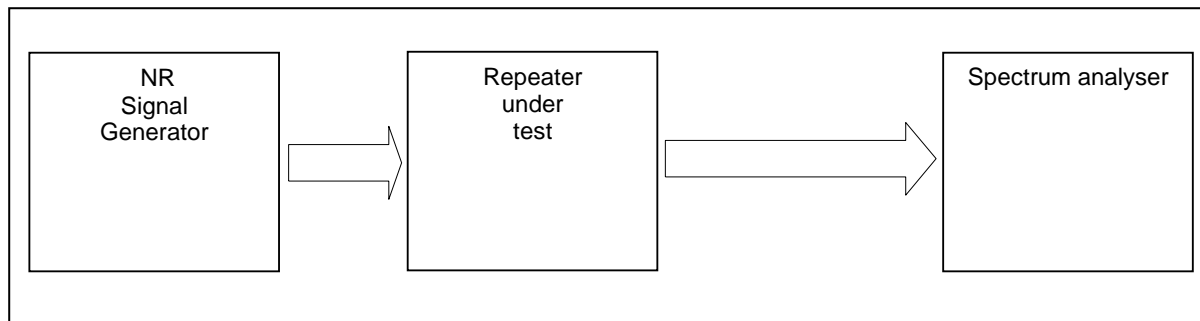 NR
Signal
Generator
Repeater
under
test
Spectrum analyser